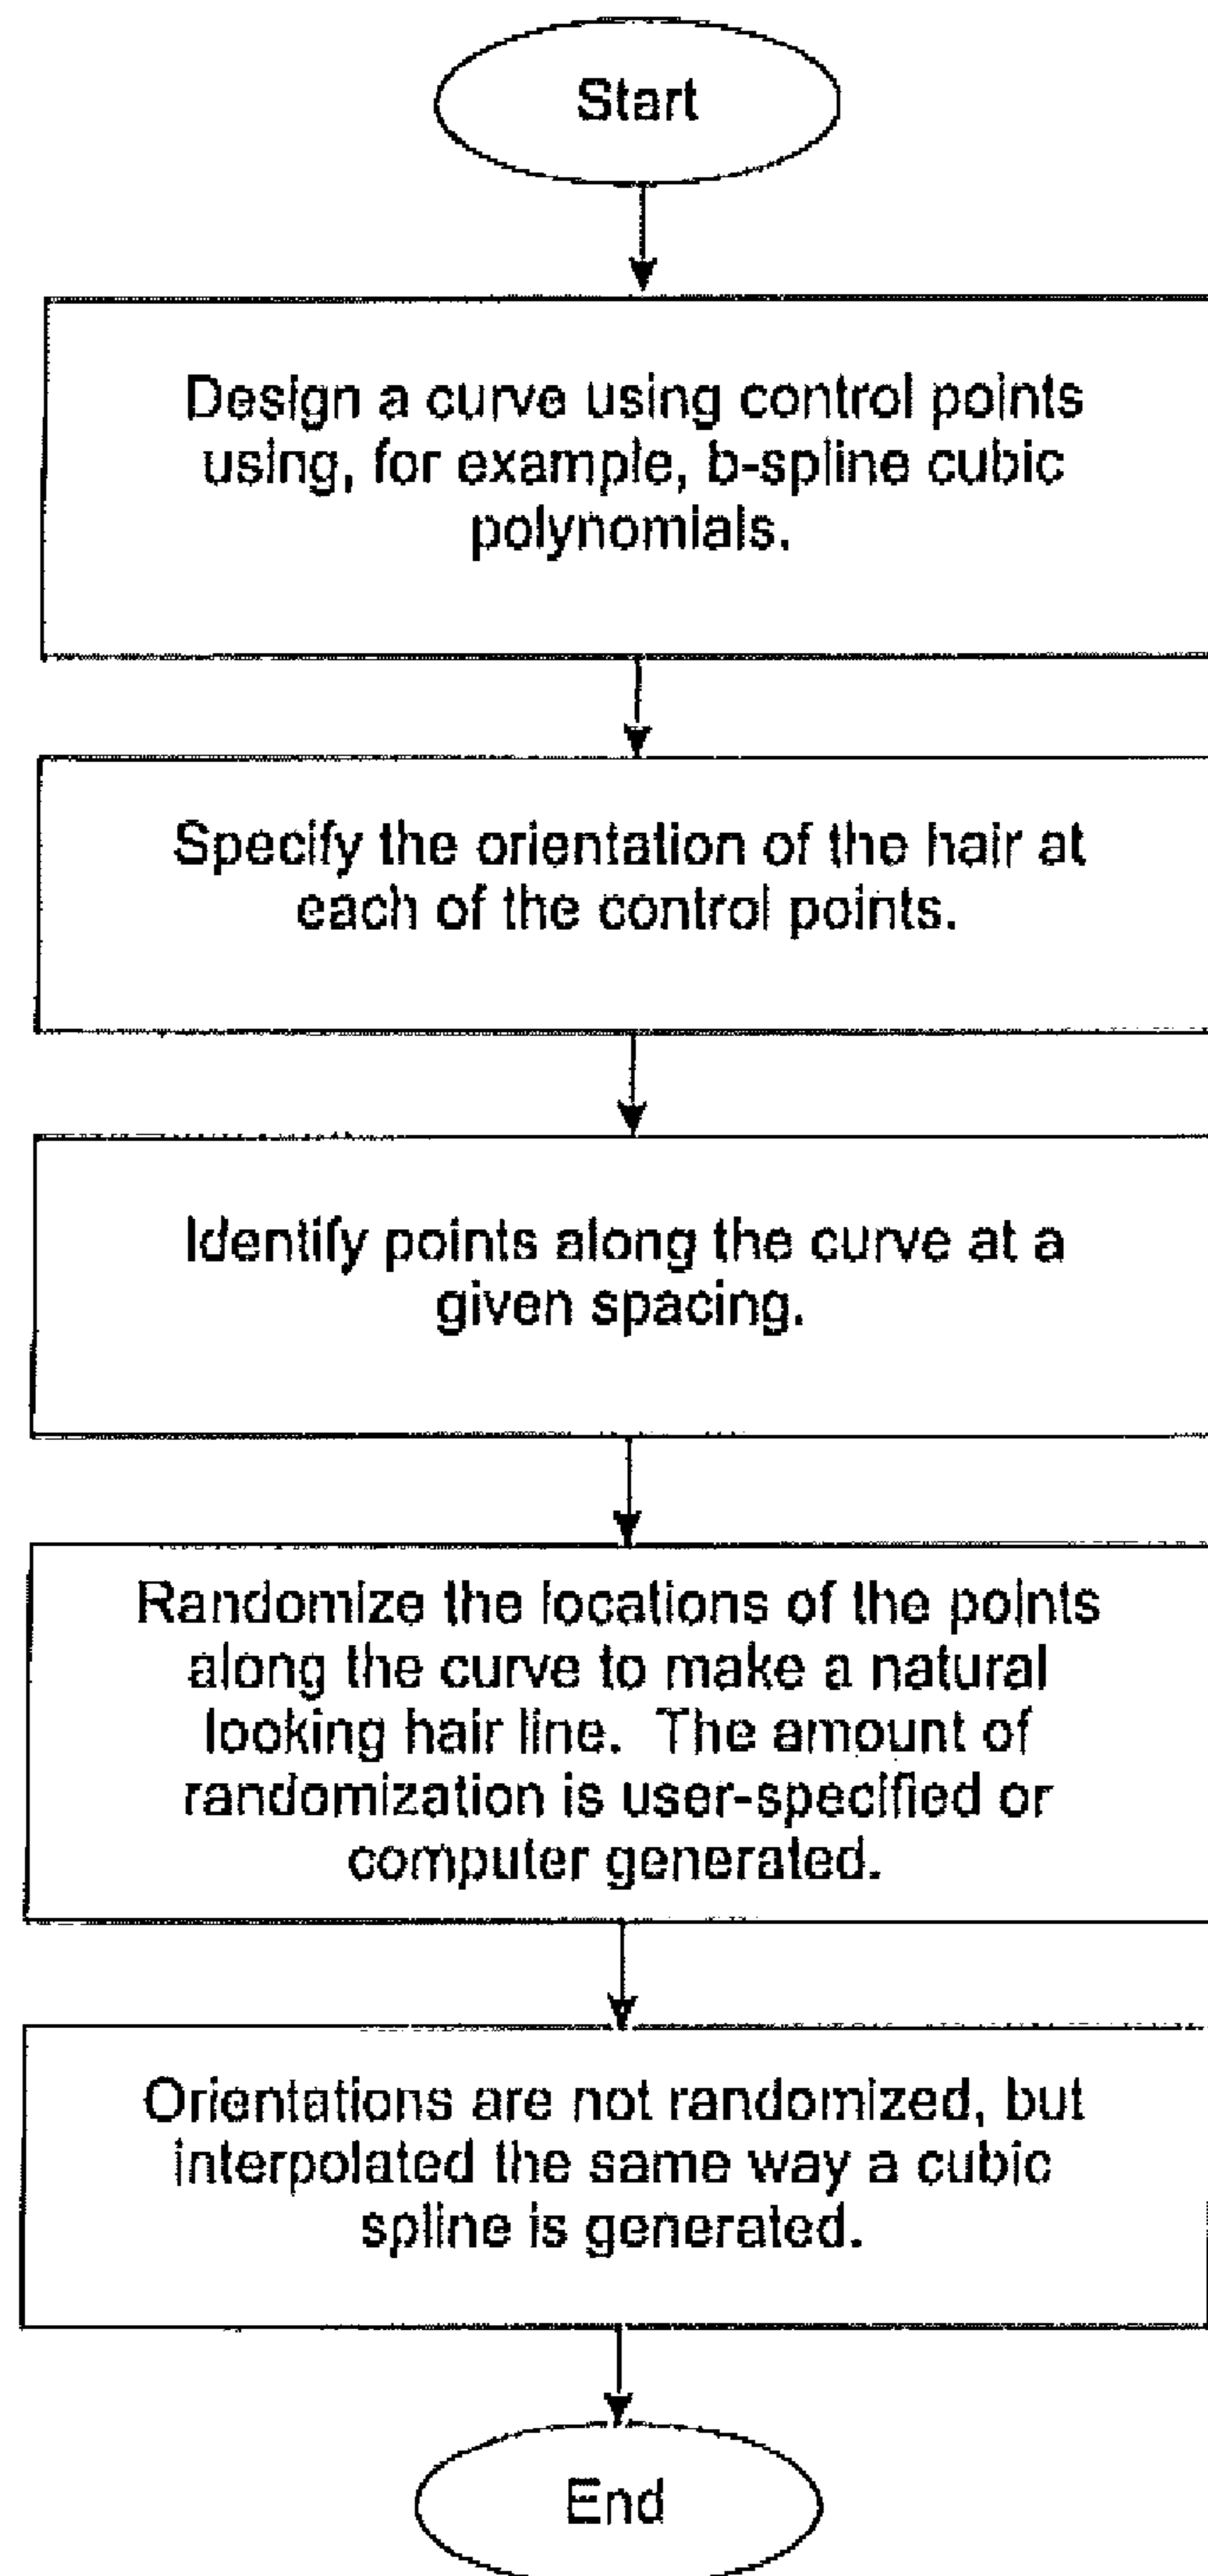 Start
Design a curve using control points
using, for example, b-spline cubic
polynomials.
Specify the orientation of the hair at
each of the control points.
Identify points along the curve at a
given spacing.
Randomize the locations of the points
along the curve to make a natural
looking hair line. The amount of
randomization is user-specified or
computer generated.
Orientations are not randomized, but
interpolated the same way a cubic
spline is generated.
End